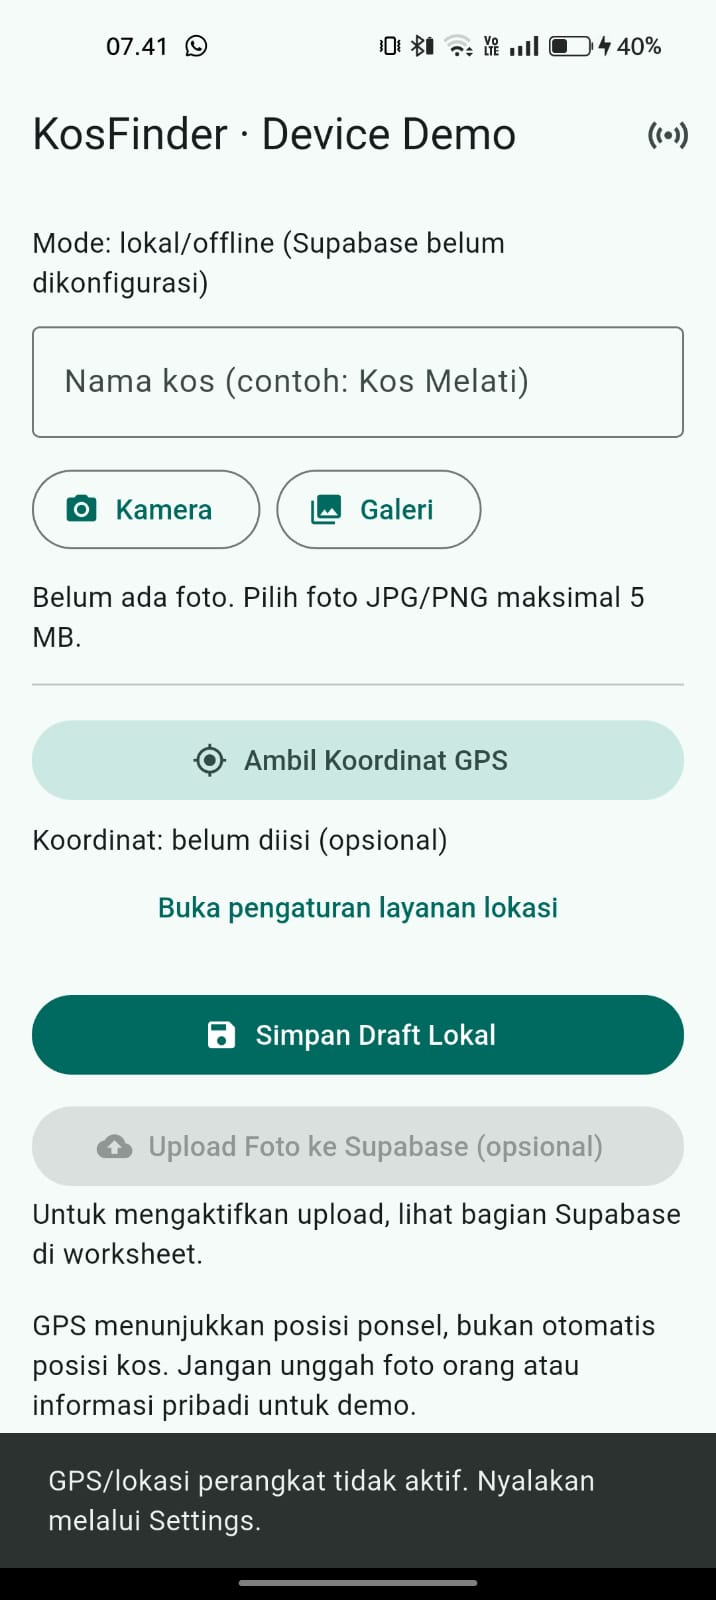 07.41
Vo LTE
40%
KosFinder · Device Demo
Mode: lokal/offline (Supabase belum
dikonfigurasi)
Nama kos (contoh: Kos Melati)
Kamera
Galeri
Belum ada foto. Pilih foto JPG/PNG maksimal 5
MB.
Ambil Koordinat GPS
Koordinat: belum diisi (opsional)
Buka pengaturan layanan lokasi
Simpan Draft Lokal
Upload Foto ke Supabase (opsional)
Untuk mengaktifkan upload, lihat bagian Supabase
di worksheet.
GPS menunjukkan posisi ponsel, bukan otomatis
posisi kos. Jangan unggah foto orang atau
informasi pribadi untuk demo.
GPS/lokasi perangkat tidak aktif. Nyalakan
melalui Settings.